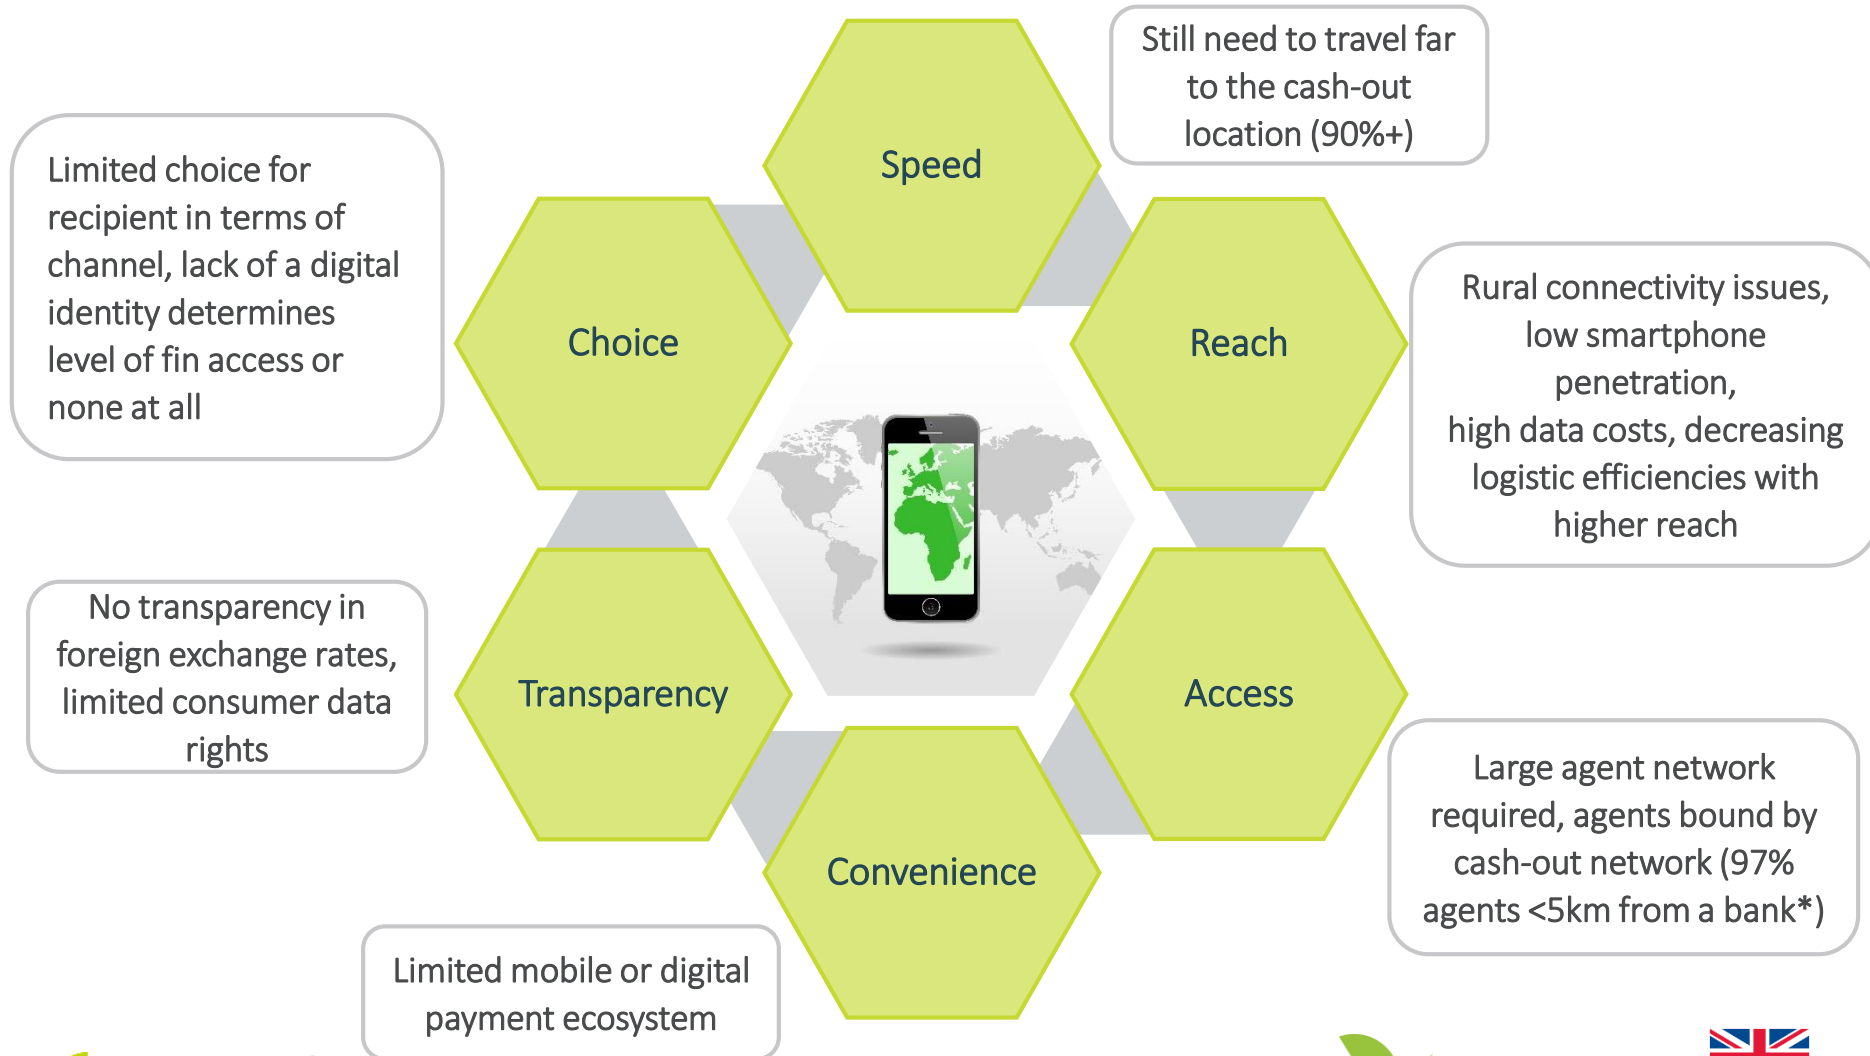 Speed
Still need to travel far
to the cash-out
location (90%+)
Limited choice for
recipient in terms of
channel, lack of a digital
identity determines
level of fin access or
none at all
Choice
Reach
Rural connectivity issues,
low smartphone
penetration,
high data costs, decreasing
logistic efficiencies with
higher reach
No transparency in
foreign exchange rates,
limited consumer data
rights
Transparency
Access
Large agent network
required, agents bound by
cash-out network (97%
agents <5km from a bank*)
Convenience
Limited mobile or digital
payment ecosystem